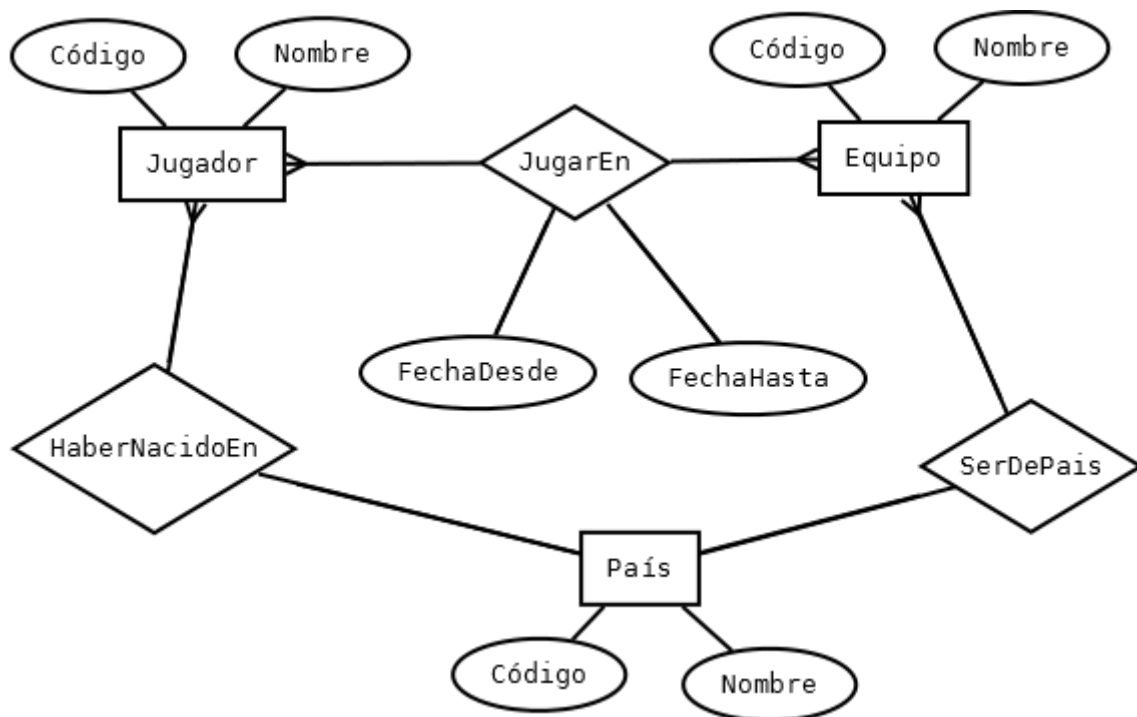 Código
Nombre
Código
Nombre
Jugador
JugarEn
Equipo
FechaDesde
FechaHasta
HaberNacidoEn
SerDePais
País
Código
Nombre